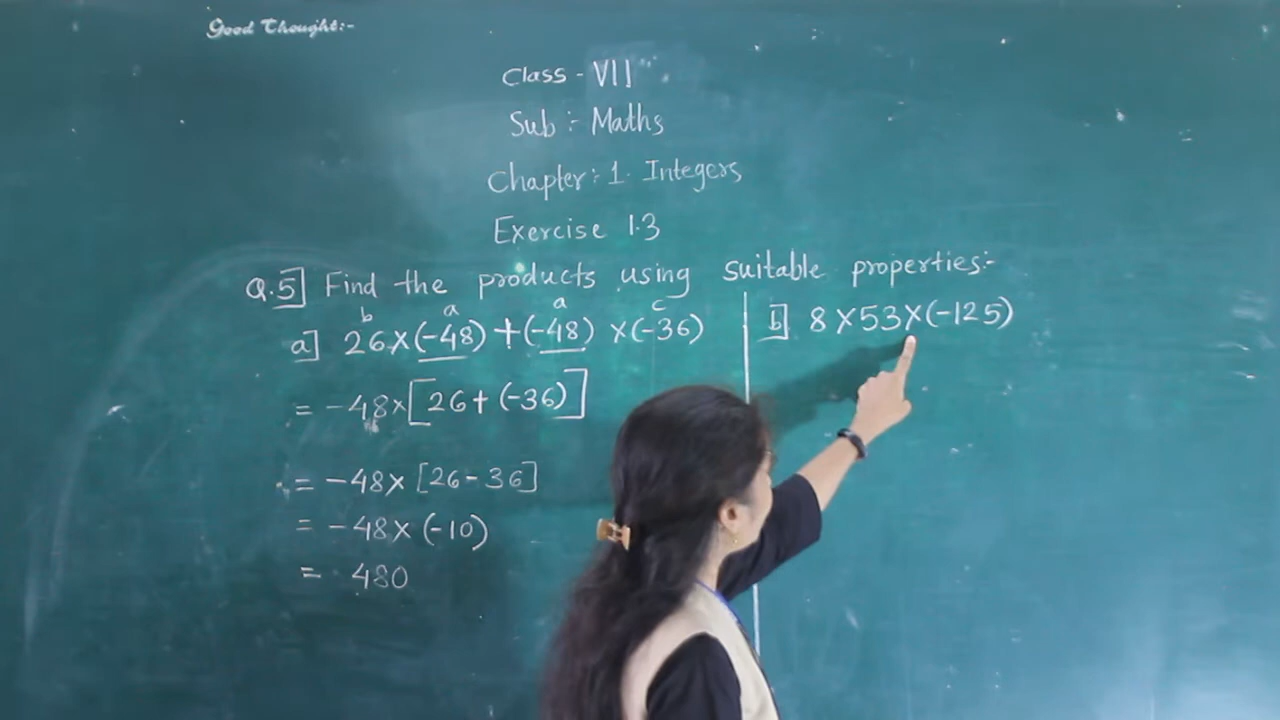 Good Thought:-
Class - VII
Sub :- Maths
Chapter:- 1. Integers
Exercise 1.3
Q.5] Find the products using suitable properties:-
b a a c
a] 26×(-48)+(-48) ×(-36)
= -48×[26+(-36)]
= -48×[26-36]
= -48×(-10)
= 480
b] 8×53×(-125)